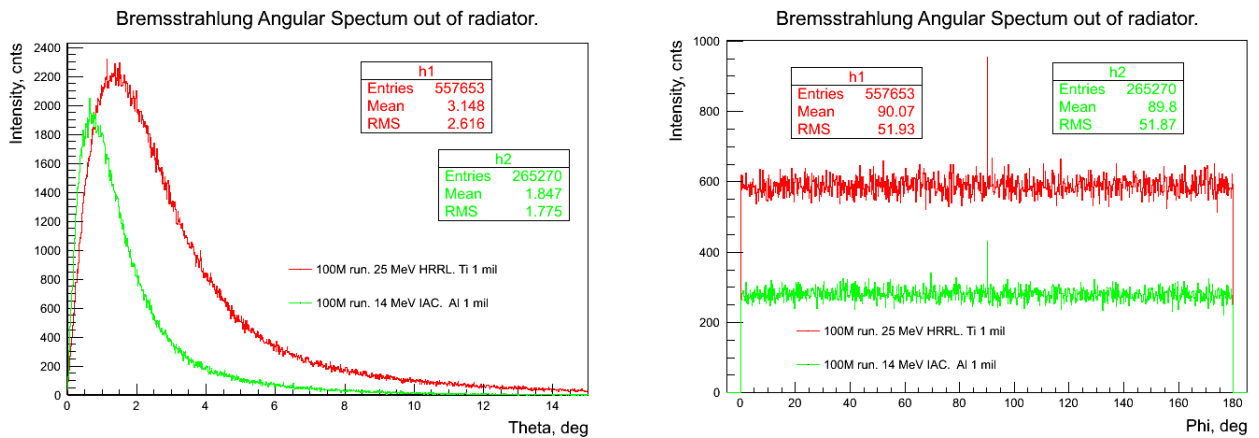 Bremsstrahlung Angular Spectum out of radiator.
Intensity, cnts
2400
2200
2000
1800
1600
1400
1200
1000
800
600
400
200
0
h1
Entries 557653
Mean 3.148
RMS 2.616
h2
Entries 265270
Mean 1.847
RMS 1.775
100M run. 25 MeV HRRL. Ti 1 mil
100M run. 14 MeV IAC. Al 1 mil
0 2 4 6 8 10 12 14
Theta, deg
Bremsstrahlung Angular Spectum out of radiator.
Intensity, cnts
1000
800
600
400
200
0
h1
Entries 557653
Mean 90.07
RMS 51.93
h2
Entries 265270
Mean 89.8
RMS 51.87
100M run. 25 MeV HRRL. Ti 1 mil
100M run. 14 MeV IAC. Al 1 mil
0 20 40 60 80 100 120 140 160 180
Phi, deg